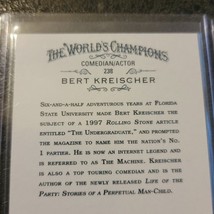 The World's Champions
COMEDIAN/ACTOR
238
BERT KREISCHER
Six-and-a-half adventurous years at Florida
State University made Bert Kreischer the
subject of a 1997 Rolling Stone article
entitled "The Undergraduate," and prompted
the magazine to name him the nation's No.
1 partier. He is now an internet legend and
is referred to as The Machine. Kreischer
is also a top touring comedian and is the
author of the newly released Life of the
Party: Stories of a Perpetual Man-Child.